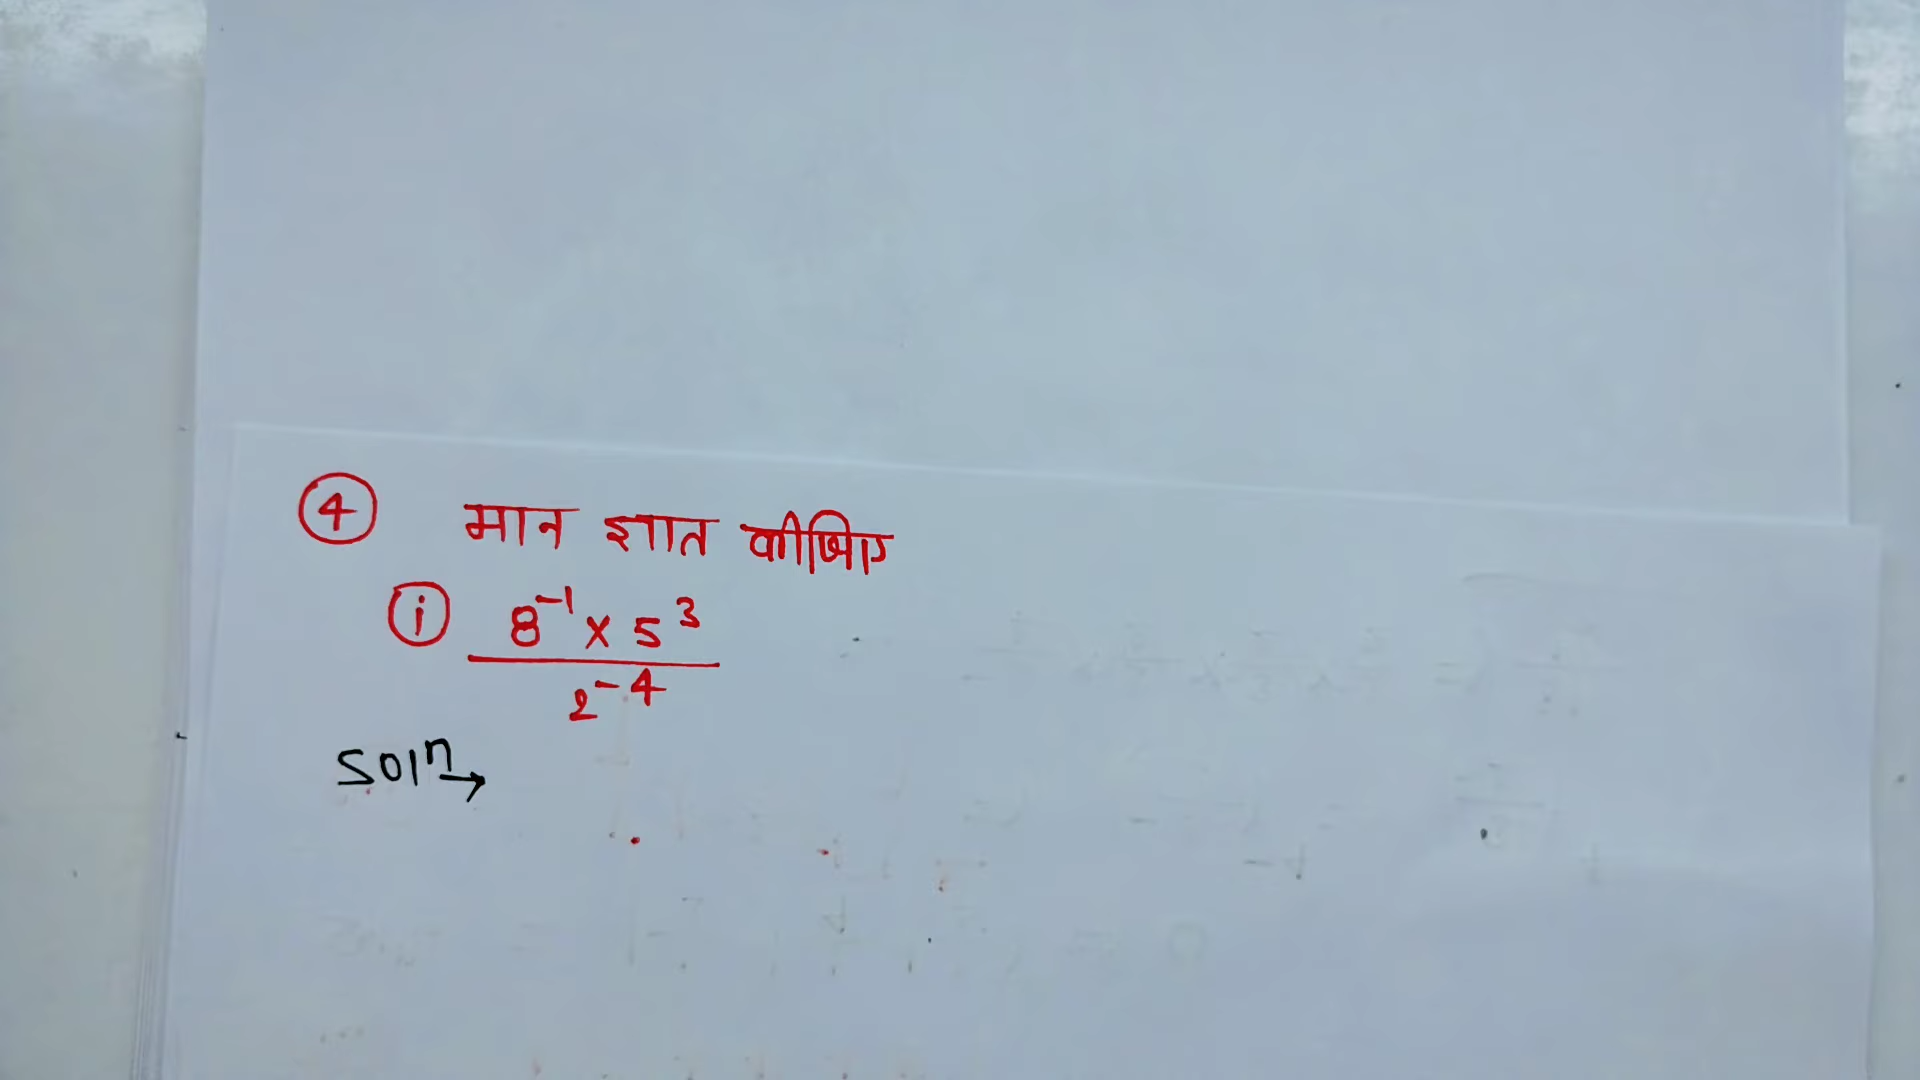 ④ मान ज्ञात कीजिए
ⓘ 8⁻¹ × 5³
2⁻⁴
Solⁿ→